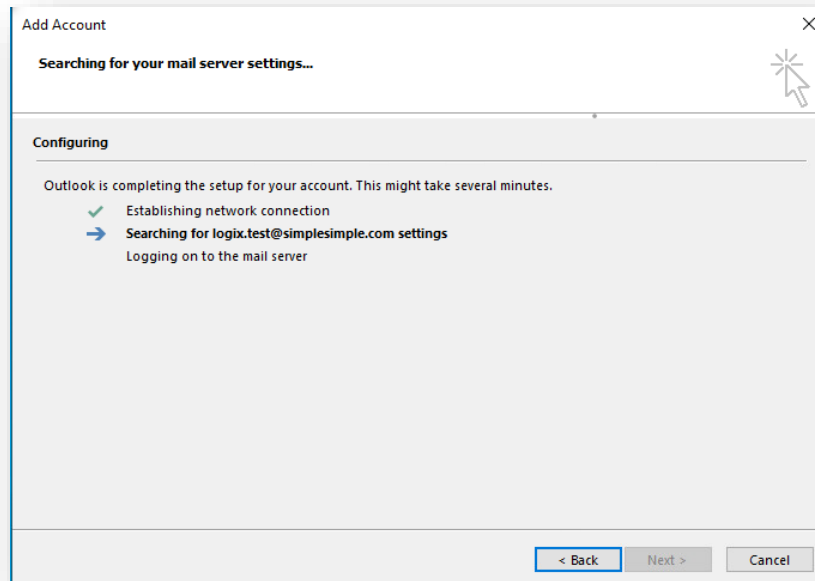 Add Account
Searching for your mail server settings...
Configuring
Outlook is completing the setup for your account. This might take several minutes.
Establishing network connection
Searching for logix.test@simplesimple.com settings
Logging on to the mail server
< Back Next > Cancel